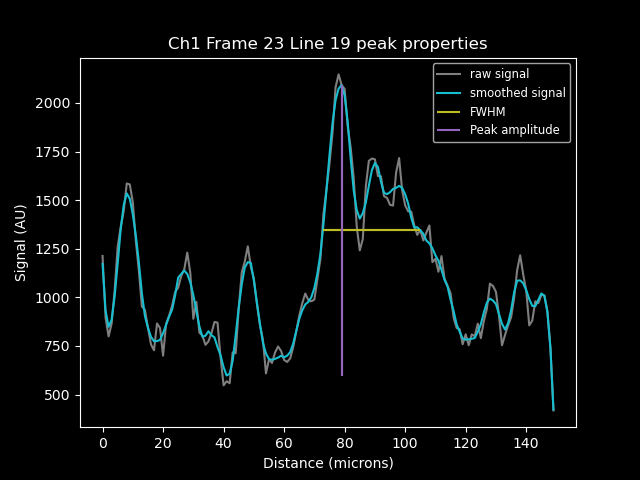 Ch1 Frame 23 Line 19 peak properties
raw signal
smoothed signal
FWHM
Peak amplitude
Signal (AU)
2000
1750
1500
1250
1000
750
500
0 20 40 60 80 100 120 140
Distance (microns)